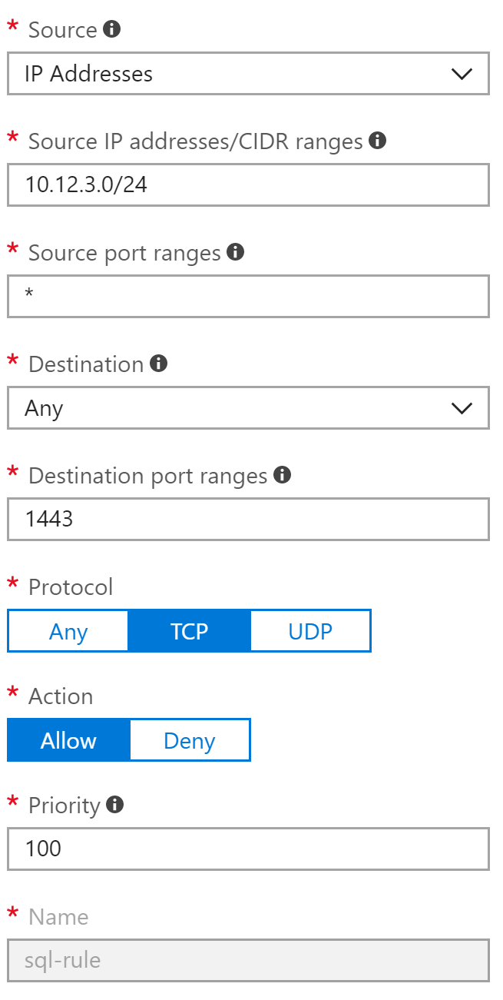 * Source
IP Addresses
* Source IP addresses/CIDR ranges
10.12.3.0/24
* Source port ranges
*
* Destination
Any
* Destination port ranges
1443
* Protocol
Any TCP UDP
* Action
Allow Deny
* Priority
100
* Name
sql-rule